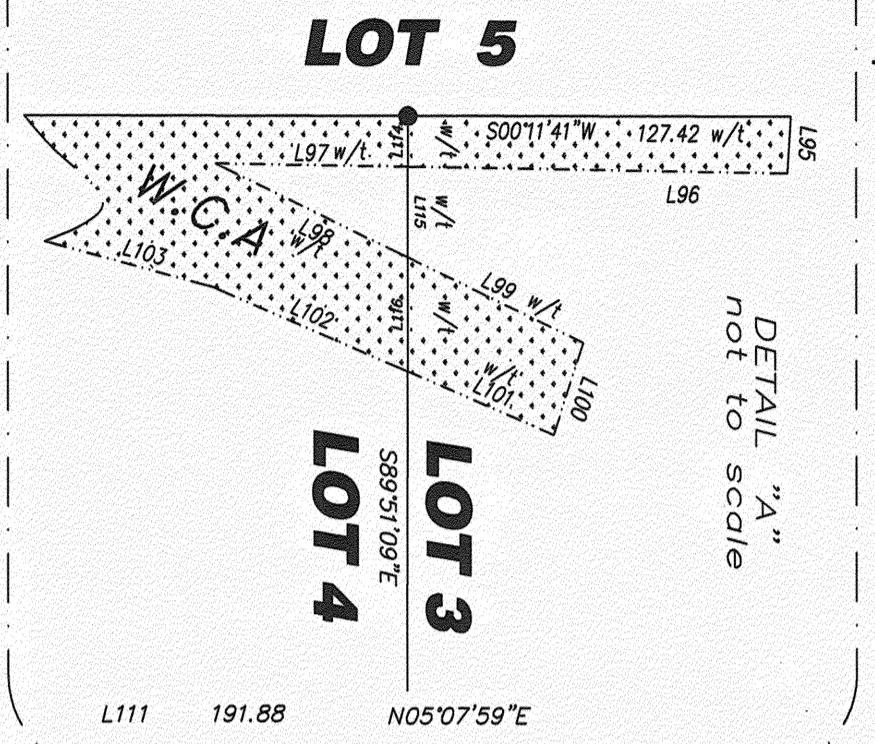 LOT 5
S00°11'41"W 127.42 w/t
L95
L114
w/t
L97 w/t
L96
W.C.A
L115
w/t
L98
w/t
L103
L99 w/t
L102
L116
w/t
w/t
L101
L100
DETAIL "A"
not to scale
LOT 4
S89°51'09"E
LOT 3
L111 191.88 N05°07'59"E